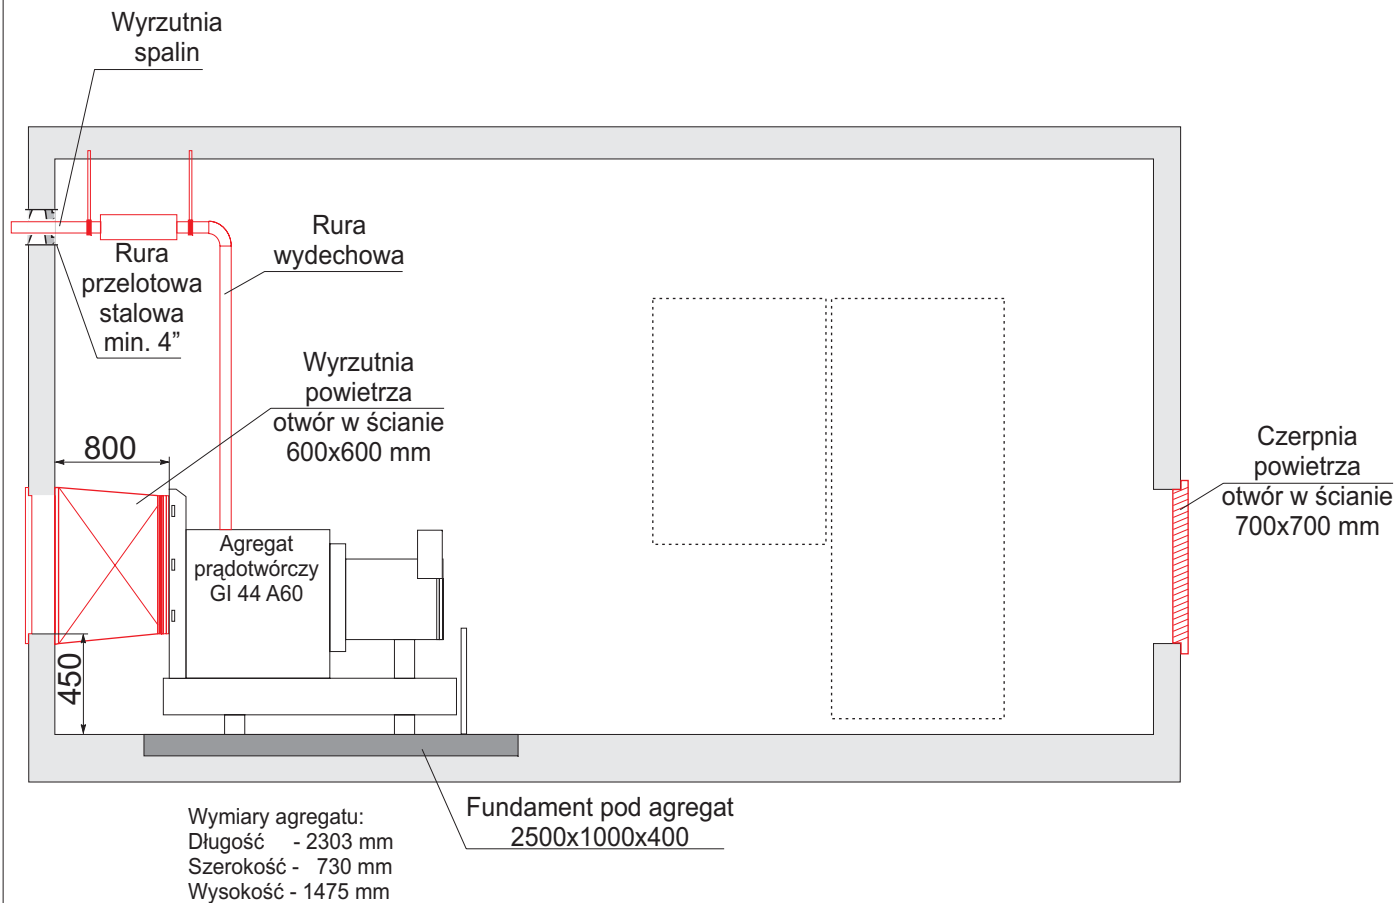 Wyrzutnia
spalin
Rura
wydechowa
Rura
przelotowa
stalowa
min. 4”
Wyrzutnia
powietrza
otwór w ścianie
600x600 mm
800
Czerpnia
powietrza
otwór w ścianie
700x700 mm
Agregat
prądotwórczy
GI 44 A60
450
Fundament pod agregat
2500x1000x400
Wymiary agregatu:
Długość - 2303 mm
Szerokość - 730 mm
Wysokość - 1475 mm